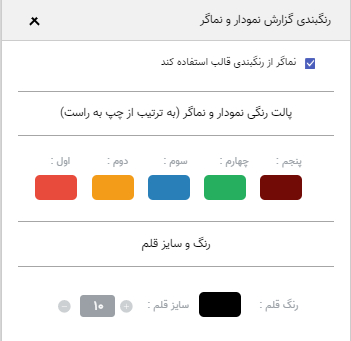 رنگبندی گزارش نمودار و نماگر
نماگر از رنگبندی قالب استفاده کند
پالت رنگی نمودار و نماگر (به ترتیب از چپ به راست)
پنجم : چهارم : سوم : دوم : اول :
رنگ و سایز قلم
رنگ قلم : سایز قلم : ۱۰